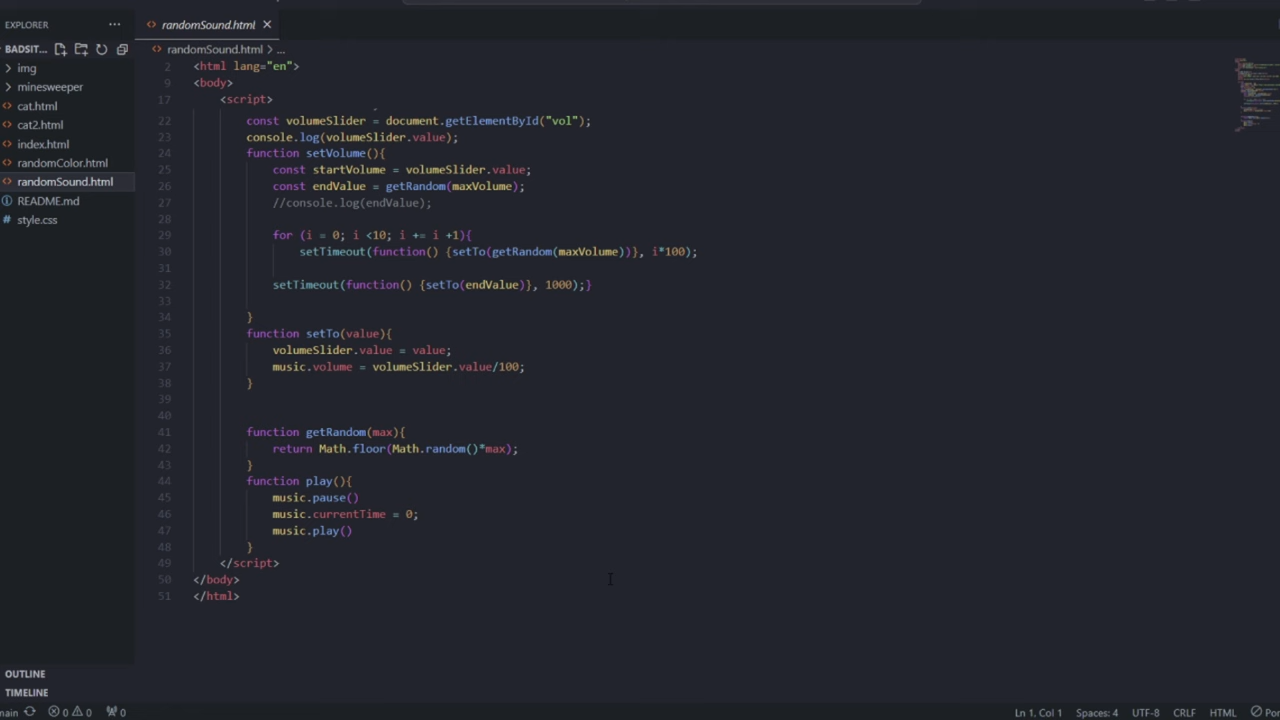 EXPLORER
randomSound.html
BADSIT...
randomSound.html > ...
img
minesweeper
cat.html
cat2.html
index.html
randomColor.html
randomSound.html
README.md
style.css
2 <html lang="en">
9 <body>
17 <script>
22 const volumeSlider = document.getElementById("vol");
23 console.log(volumeSlider.value);
24 function setVolume(){
25 const startVolume = volumeSlider.value;
26 const endValue = getRandom(maxVolume);
27 //console.log(endValue);
28
29 for (i = 0; i <10; i += i +1){
30 setTimeout(function() {setTo(getRandom(maxVolume))}, i*100);
31
32 setTimeout(function() {setTo(endValue)}, 1000);}
33
34 }
35 function setTo(value){
36 volumeSlider.value = value;
37 music.volume = volumeSlider.value/100;
38 }
39
40
41 function getRandom(max){
42 return Math.floor(Math.random()*max);
43 }
44 function play(){
45 music.pause()
46 music.currentTime = 0;
47 music.play()
48 }
49 </script>
50 </body>
51 </html>
OUTLINE
TIMELINE
main 0 0 0 Ln 1, Col 1 Spaces: 4 UTF-8 CRLF HTML Por